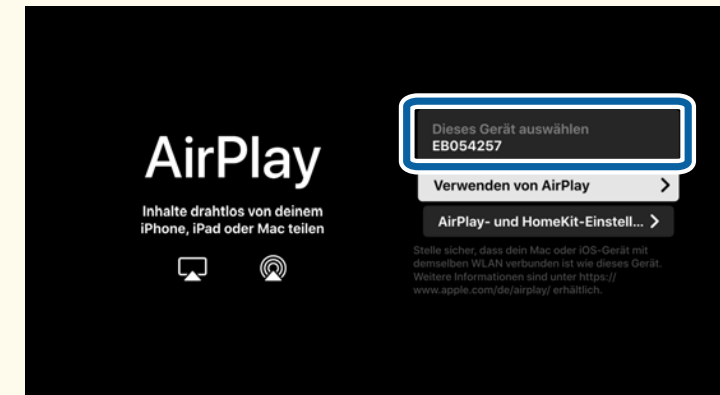 AirPlay
Inhalte drahtlos von deinem
iPhone, iPad oder Mac teilen
Dieses Gerät auswählen
EB054257
Verwenden von AirPlay
AirPlay- und HomeKit-Einstell...
Stelle sicher, dass dein Mac oder iOS-Gerät mit
demselben WLAN verbunden ist wie dieses Gerät.
Weitere Informationen sind unter https://
www.apple.com/de/airplay/ erhältlich.